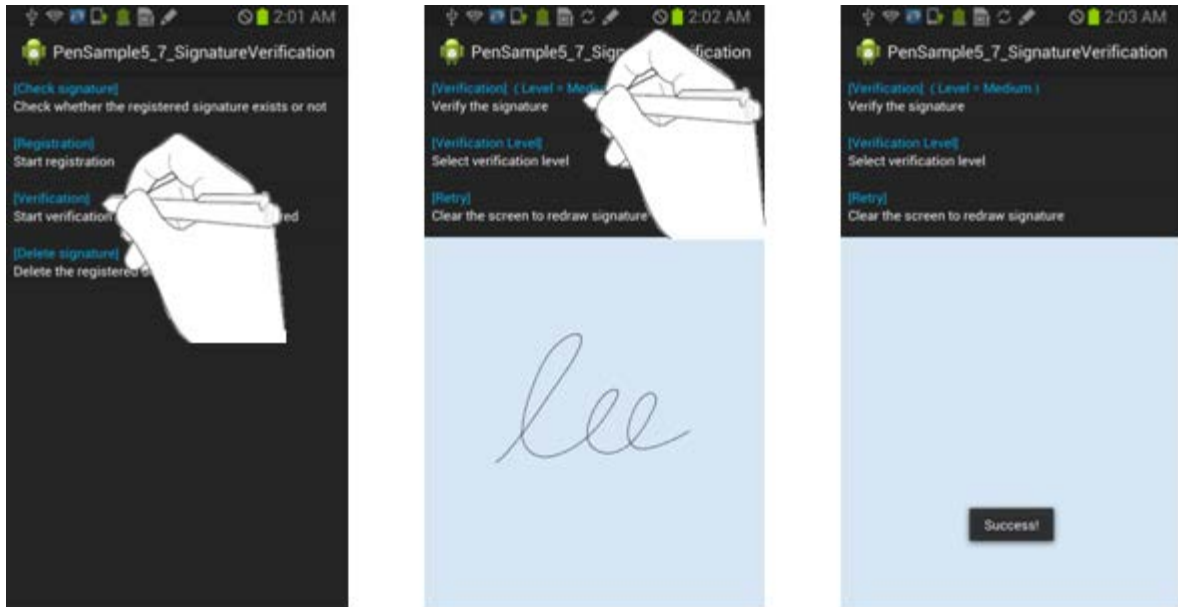 2:01 AM
PenSample5_7_SignatureVerification
[Check signature]
Check whether the registered signature exists or not
[Registration]
Start registration
[Verification]
Start verification red
[Delete signature]
Delete the registered s
2:02 AM
PenSample5_7_Sign ification
[Verification] ( Level = Medi
Verify the signature
[Verification Level]
Select verification level
[Retry]
Clear the screen to redraw signature
lee
2:03 AM
PenSample5_7_SignatureVerification
[Verification] ( Level = Medium )
Verify the signature
[Verification Level]
Select verification level
[Retry]
Clear the screen to redraw signature
Success!